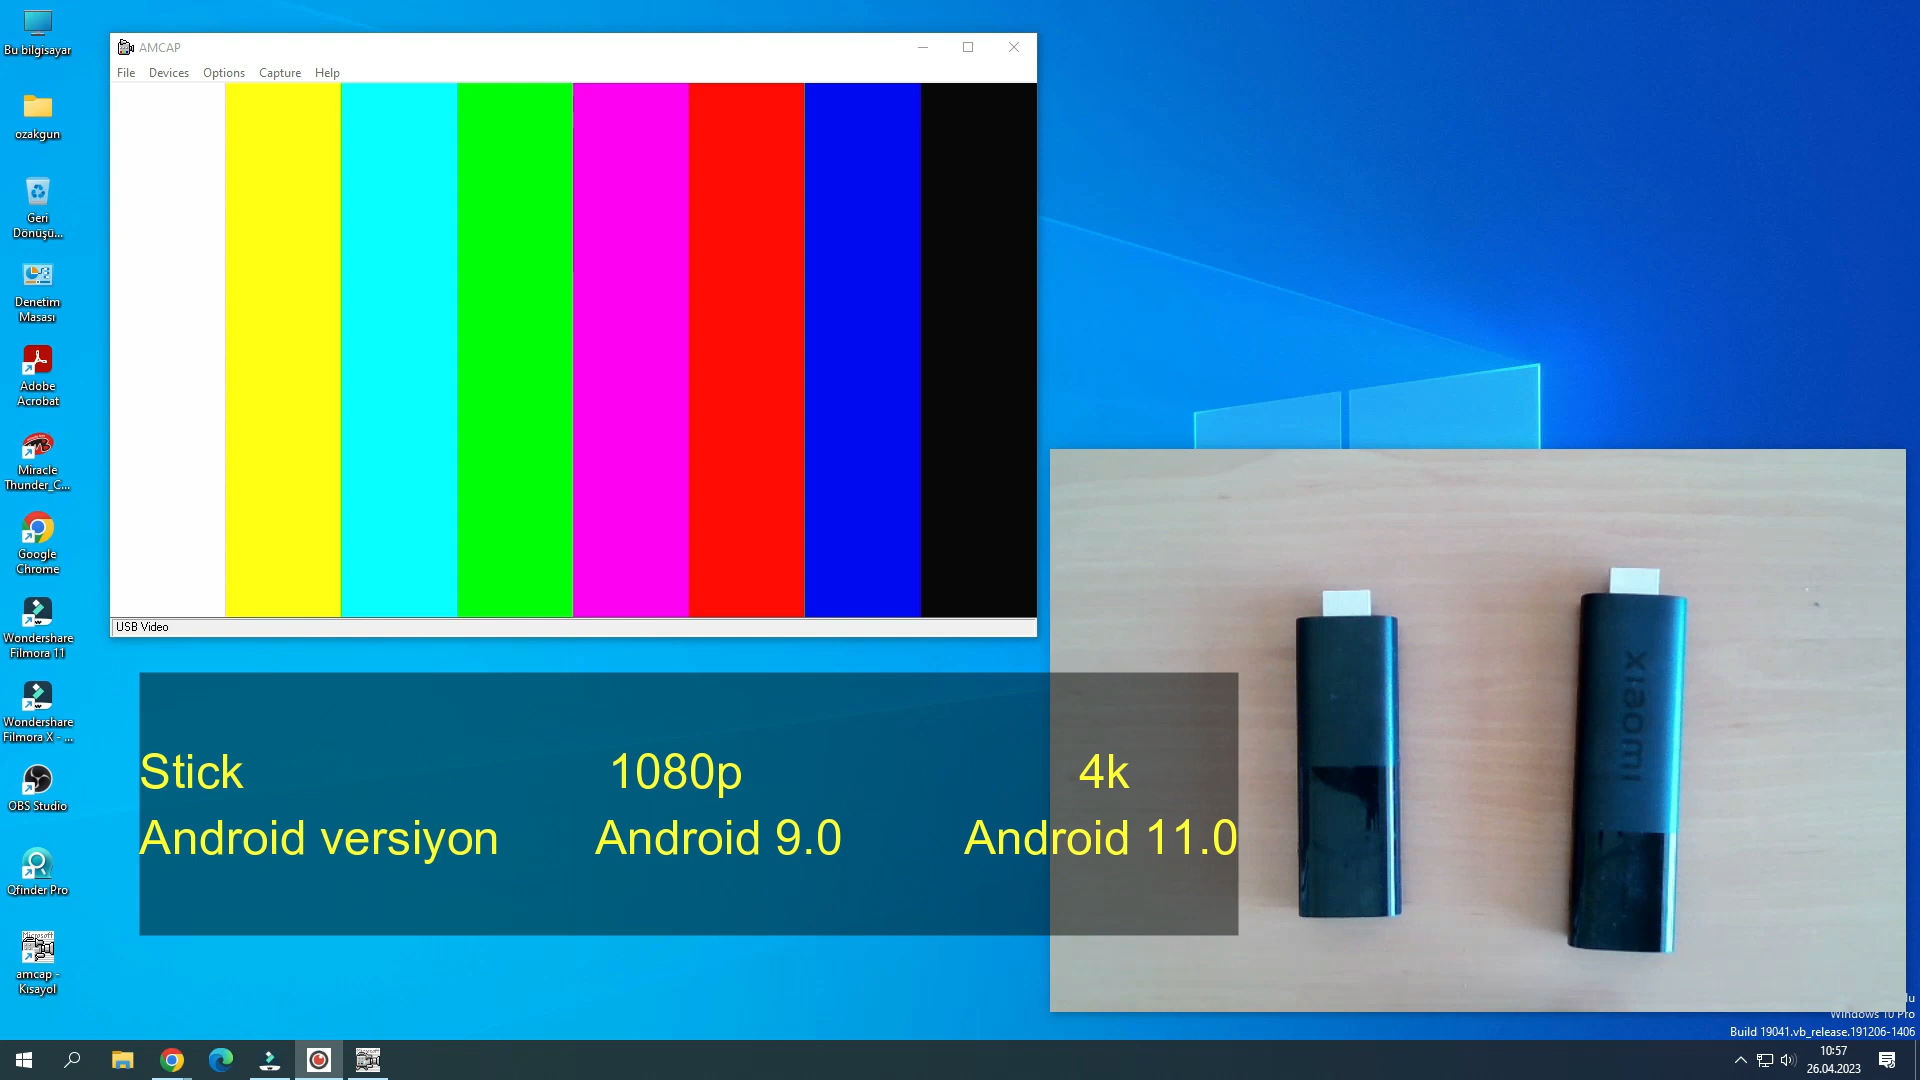 Bu bilgisayar
ozakgun
Geri
Dönüşü...
Denetim
Masası
Adobe
Acrobat
Miracle
Thunder_C...
Google
Chrome
Wondershare
Filmora 11
Wondershare
Filmora X - ...
OBS Studio
Qfinder Pro
Microsoft
amcap -
Kısayol
AMCAP
File Devices Options Capture Help
USB Video
Stick 1080p 4k
Android versiyon Android 9.0 Android 11.0
xiaomi
Windows 10 Pro
Build 19041.vb_release.191206-1406
10:57
26.04.2023